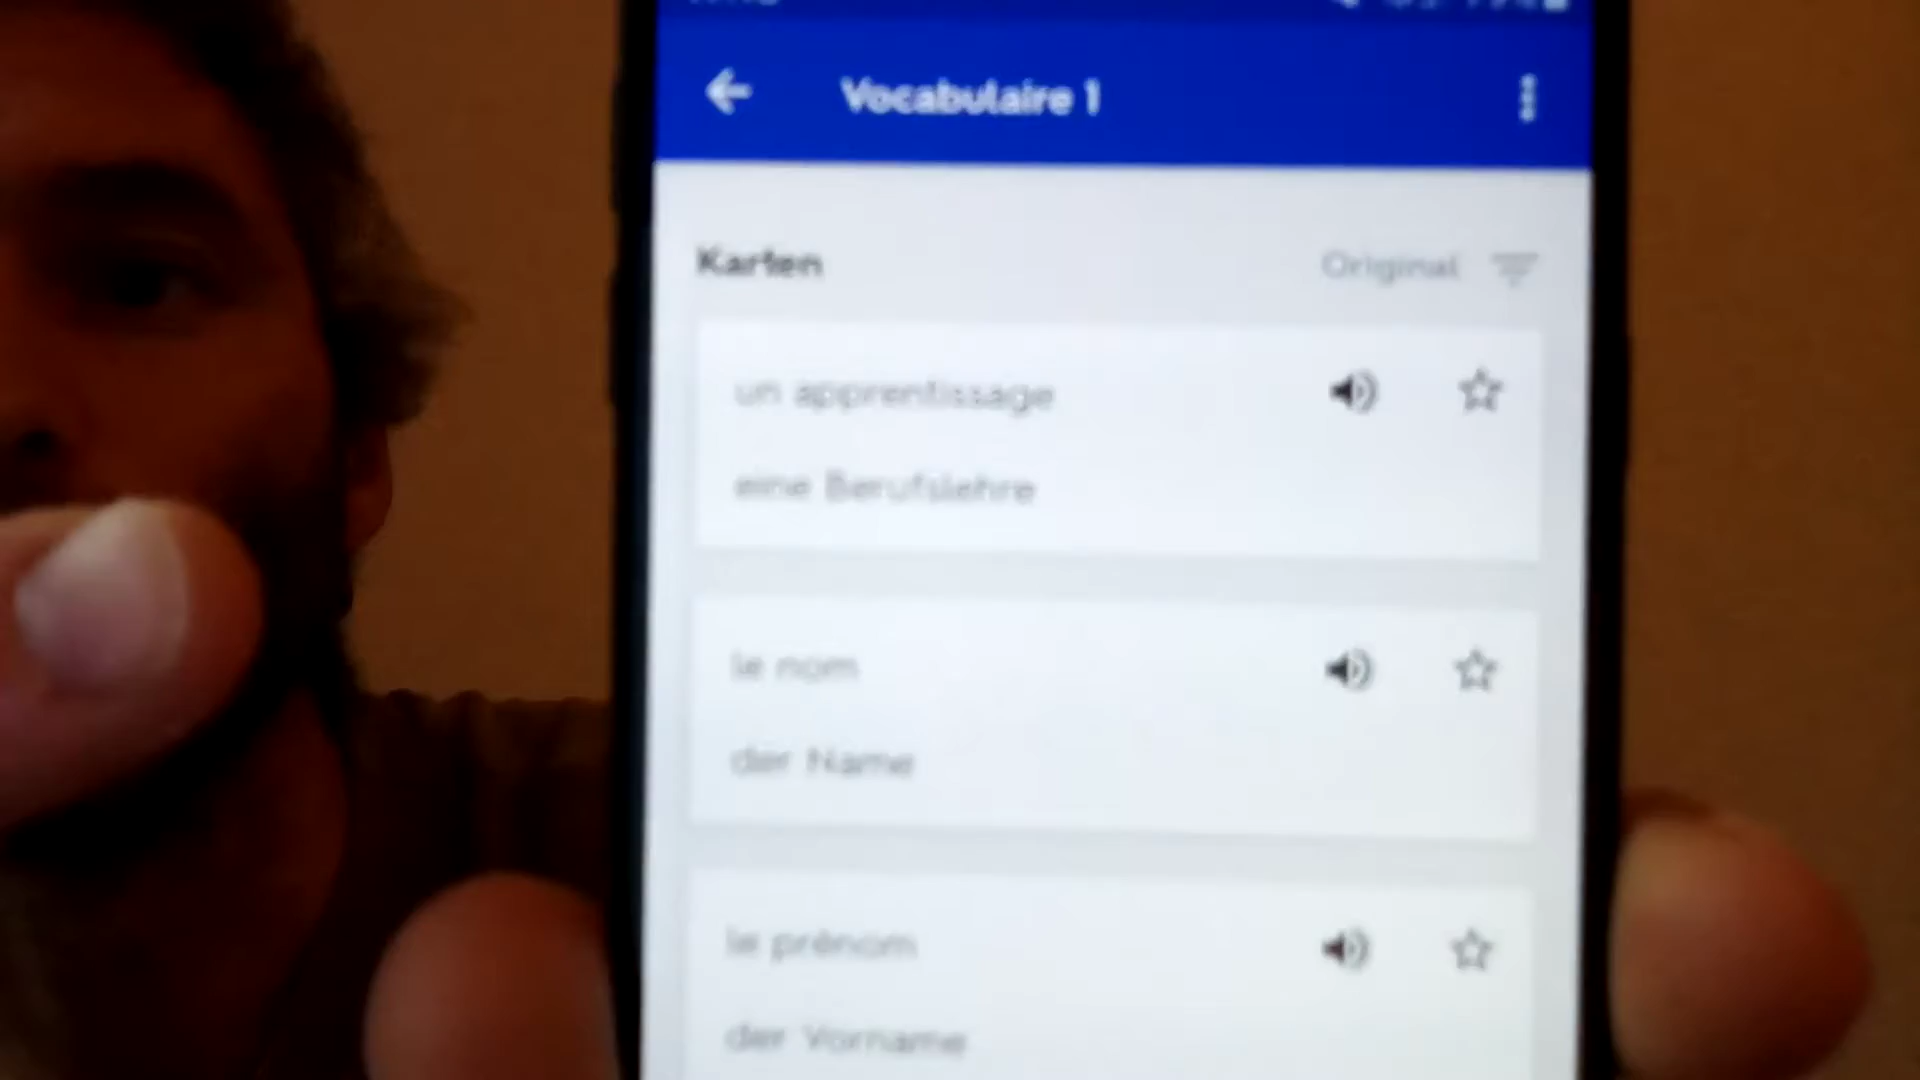 Vocabulaire 1
Karten
Original
un apprentissage
eine Berufslehre
le nom
der Name
le prénom
der Vorname